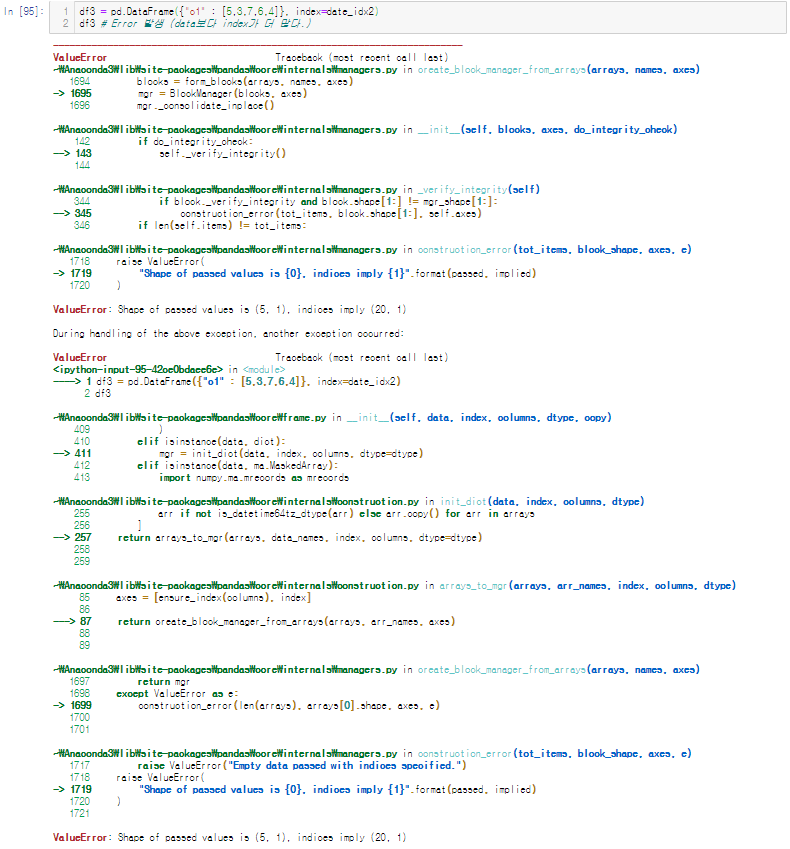 In [95]: 1 df3 = pd.DataFrame({"o1" : [5,3,7,6,4]}, index=date_idx2)
2 df3 # Error 발생 (data보다 index가 더 많다.)
ValueError Traceback (most recent call last)
~₩Anaconda3₩lib₩site-packages₩pandas₩core₩internals₩managers.py in create_block_manager_from_arrays(arrays, names, axes)
1694 blocks = form_blocks(arrays, names, axes)
-> 1695 mgr = BlockManager(blocks, axes)
1696 mgr._consolidate_inplace()
~₩Anaconda3₩lib₩site-packages₩pandas₩core₩internals₩managers.py in __init__(self, blocks, axes, do_integrity_check)
142 if do_integrity_check:
--> 143 self._verify_integrity()
144
~₩Anaconda3₩lib₩site-packages₩pandas₩core₩internals₩managers.py in _verify_integrity(self)
344 if block._verify_integrity and block.shape[1:] != mgr_shape[1:]:
--> 345 construction_error(tot_items, block.shape[1:], self.axes)
346 if len(self.items) != tot_items:
~₩Anaconda3₩lib₩site-packages₩pandas₩core₩internals₩managers.py in construction_error(tot_items, block_shape, axes, e)
1718 raise ValueError(
-> 1719 "Shape of passed values is {0}, indices imply {1}".format(passed, implied)
1720 )
ValueError: Shape of passed values is (5, 1), indices imply (20, 1)
During handling of the above exception, another exception occurred:
ValueError Traceback (most recent call last)
<ipython-input-95-42oc0bdaee6e> in <module>
----> 1 df3 = pd.DataFrame({"o1" : [5,3,7,6,4]}, index=date_idx2)
2 df3
~₩Anaconda3₩lib₩site-packages₩pandas₩core₩frame.py in __init__(self, data, index, columns, dtype, copy)
409 )
410 elif isinstance(data, dict):
--> 411 mgr = init_dict(data, index, columns, dtype=dtype)
412 elif isinstance(data, ma.MaskedArray):
413 import numpy.ma.mrecords as mrecords
~₩Anaconda3₩lib₩site-packages₩pandas₩core₩internals₩construction.py in init_dict(data, index, columns, dtype)
255 arr if not is_datetime64tz_dtype(arr) else arr.copy() for arr in arrays
256 ]
--> 257 return arrays_to_mgr(arrays, data_names, index, columns, dtype=dtype)
258
259
~₩Anaconda3₩lib₩site-packages₩pandas₩core₩internals₩construction.py in arrays_to_mgr(arrays, arr_names, index, columns, dtype)
85 axes = [ensure_index(columns), index]
86
---> 87 return create_block_manager_from_arrays(arrays, arr_names, axes)
88
89
~₩Anaconda3₩lib₩site-packages₩pandas₩core₩internals₩managers.py in create_block_manager_from_arrays(arrays, names, axes)
1697 return mgr
1698 except ValueError as e:
-> 1699 construction_error(len(arrays), arrays[0].shape, axes, e)
1700
1701
~₩Anaconda3₩lib₩site-packages₩pandas₩core₩internals₩managers.py in construction_error(tot_items, block_shape, axes, e)
1717 raise ValueError("Empty data passed with indices specified.")
1718 raise ValueError(
-> 1719 "Shape of passed values is {0}, indices imply {1}".format(passed, implied)
1720 )
1721
ValueError: Shape of passed values is (5, 1), indices imply (20, 1)